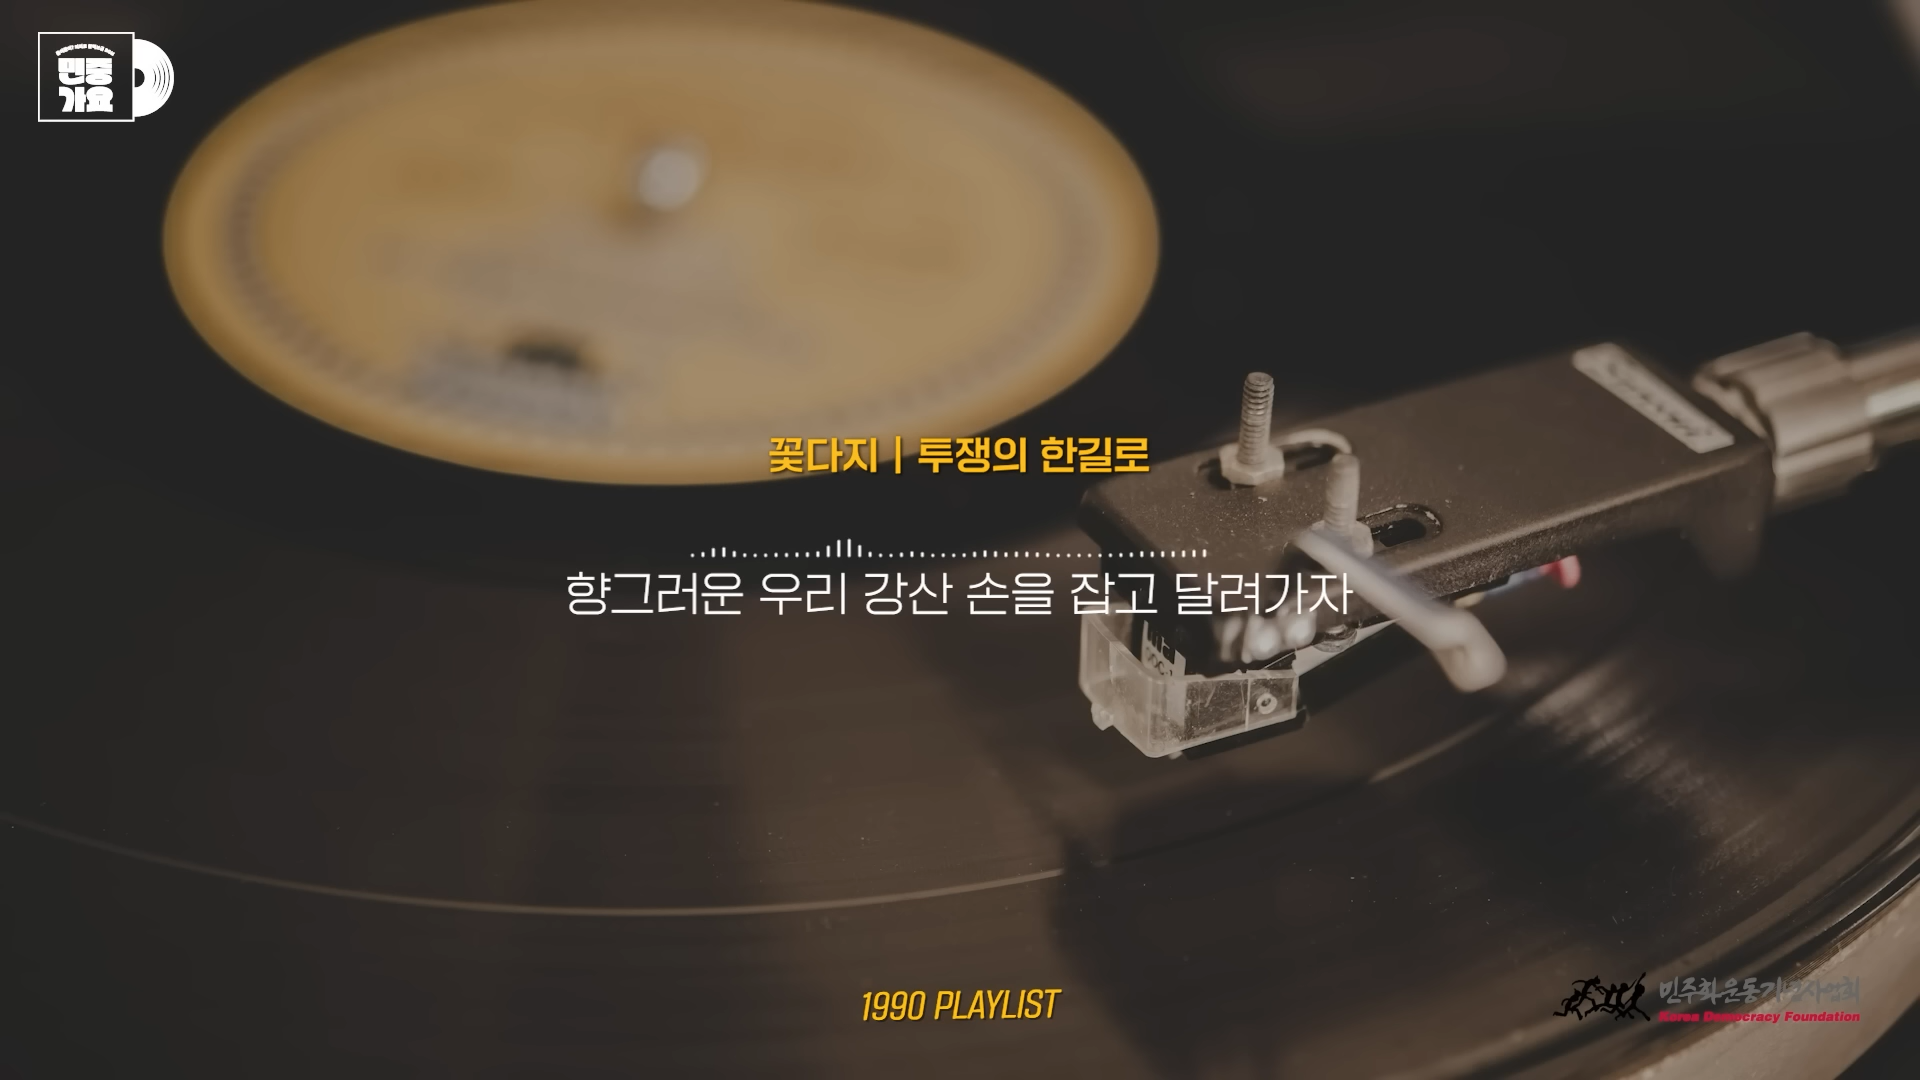 민중
가요
꽃다지 | 투쟁의 한길로
향그러운 우리 강산 손을 잡고 달려가자
1990 PLAYLIST
민주화운동기념사업회
Korea Democracy Foundation